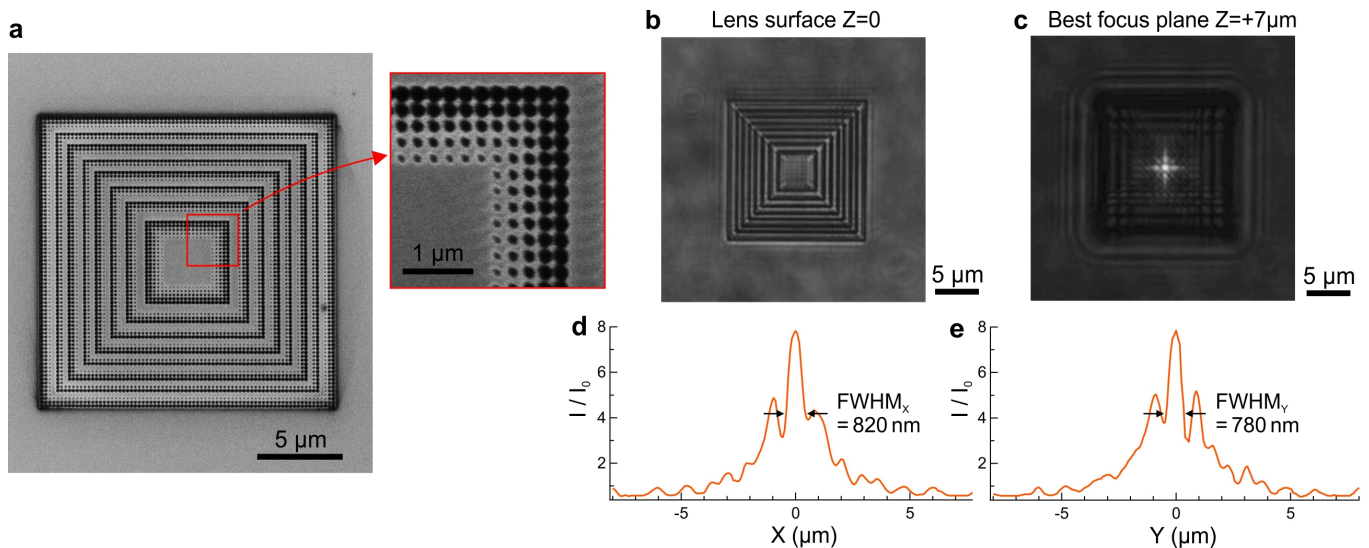 a
5 µm
1 µm
b
Lens surface Z=0
5 µm
c
Best focus plane Z=+7µm
5 µm
d
I / I₀
8
6
4
2
FWHMₓ
= 820 nm
-5
0
5
X (µm)
e
I / I₀
8
6
4
2
FWHMY
= 780 nm
-5
0
5
Y (µm)